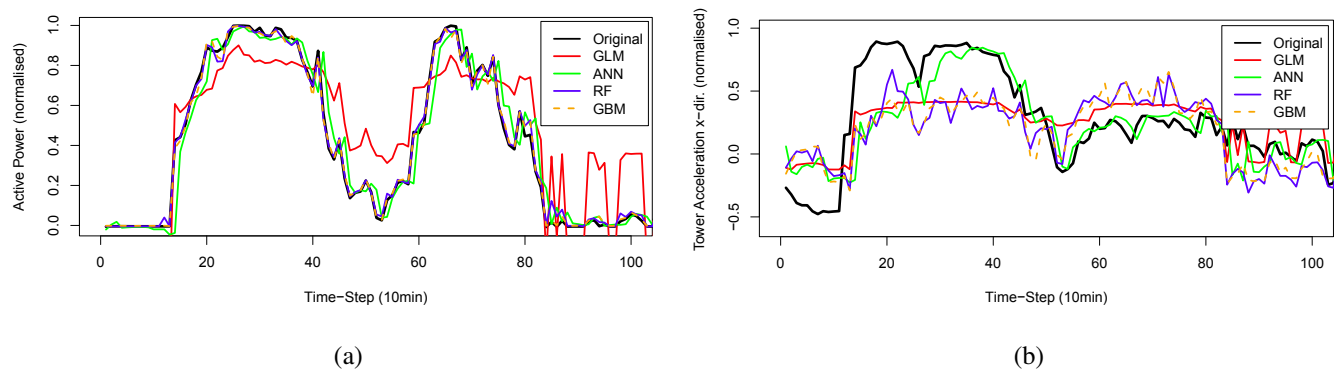 Active Power (normalised)
1.0
0.8
0.6
0.4
0.2
0.0
0 20 40 60 80 100
Time−Step (10min)
Original
GLM
ANN
RF
GBM
(a)
Tower Acceleration x−dir. (normalised)
1.0
0.5
0.0
−0.5
0 20 40 60 80 100
Time−Step (10min)
Original
GLM
ANN
RF
GBM
(b)